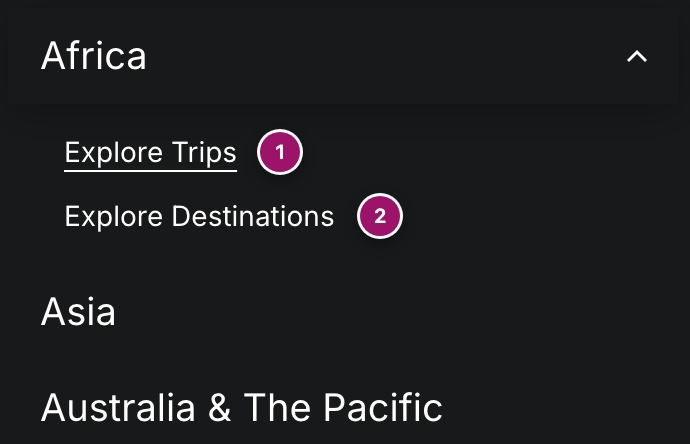 Africa
Explore Trips 1
Explore Destinations 2
Asia
Australia & The Pacific